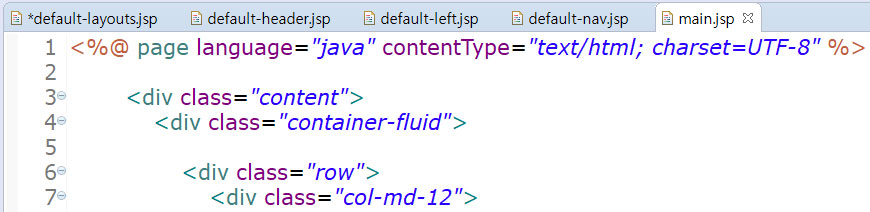 *default-layouts.jsp default-header.jsp default-left.jsp default-nav.jsp main.jsp
1 <%@ page language="java" contentType="text/html; charset=UTF-8" %>
2
3 <div class="content">
4 <div class="container-fluid">
5
6 <div class="row">
7 <div class="col-md-12">